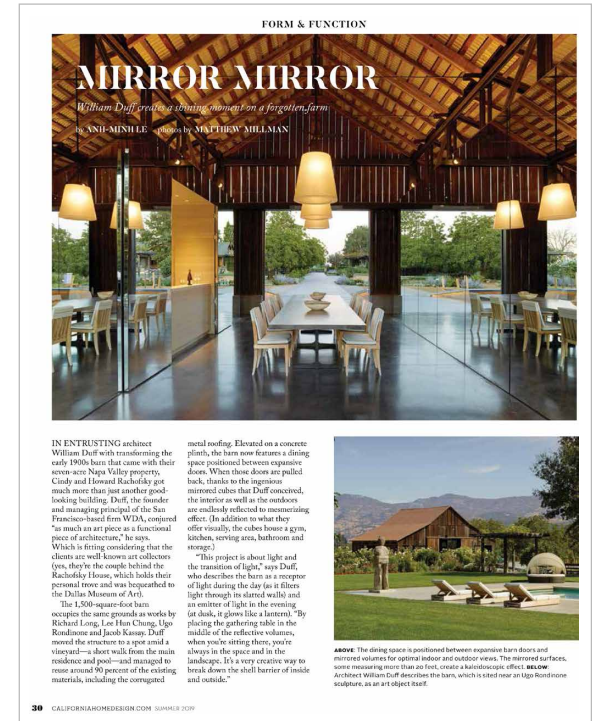 FORM & FUNCTION
MIRROR MIRROR
William Duff creates a shining moment on a forgotten farm
by ANH-MINH LE photos by MATTHEW MILLMAN
IN ENTRUSTING architect
William Duff with transforming the
early 1900s barn that came with their
seven-acre Napa Valley property,
Cindy and Howard Rachofsky got
much more than just another good-
looking building. Duff, the founder
and managing principal of the San
Francisco-based firm WDA, conjured
"as much an art piece as a functional
piece of architecture," he says.
Which is fitting considering that the
clients are well-known art collectors
(yes, they're the couple behind the
Rachofsky House, which holds their
personal trove and was bequeathed to
the Dallas Museum of Art).
The 1,500-square-foot barn
occupies the same grounds as works by
Richard Long, Lee Hun Chung, Ugo
Rondinone and Jacob Kassay. Duff
moved the structure to a spot amid a
vineyard—a short walk from the main
residence and pool—and managed to
reuse around 90 percent of the existing
materials, including the corrugated
metal roofing. Elevated on a concrete
plinth, the barn now features a dining
space positioned between expansive
doors. When those doors are pulled
back, thanks to the ingenious
mirrored cubes that Duff conceived,
the interior as well as the outdoors
are endlessly reflected to mesmerizing
effect. (In addition to what they
offer visually, the cubes house a gym,
kitchen, serving area, bathroom and
storage.)
"This project is about light and
the transition of light," says Duff,
who describes the barn as a receptor
of light during the day (as it filters
light through its slatted walls) and
an emitter of light in the evening
(at dusk, it glows like a lantern). "By
placing the gathering table in the
middle of the reflective volumes,
when you're sitting there, you're
always in the space and in the
landscape. It's a very creative way to
break down the shell barrier of inside
and outside."
ABOVE: The dining space is positioned between expansive barn doors and
mirrored volumes for optimal indoor and outdoor views. The mirrored surfaces,
some measuring more than 20 feet, create a kaleidoscopic effect. BELOW:
Architect William Duff describes the barn, which is sited near an Ugo Rondinone
sculpture, as an art object itself.
30 CALIFORNIAHOMEDESIGN.COM SUMMER 2019